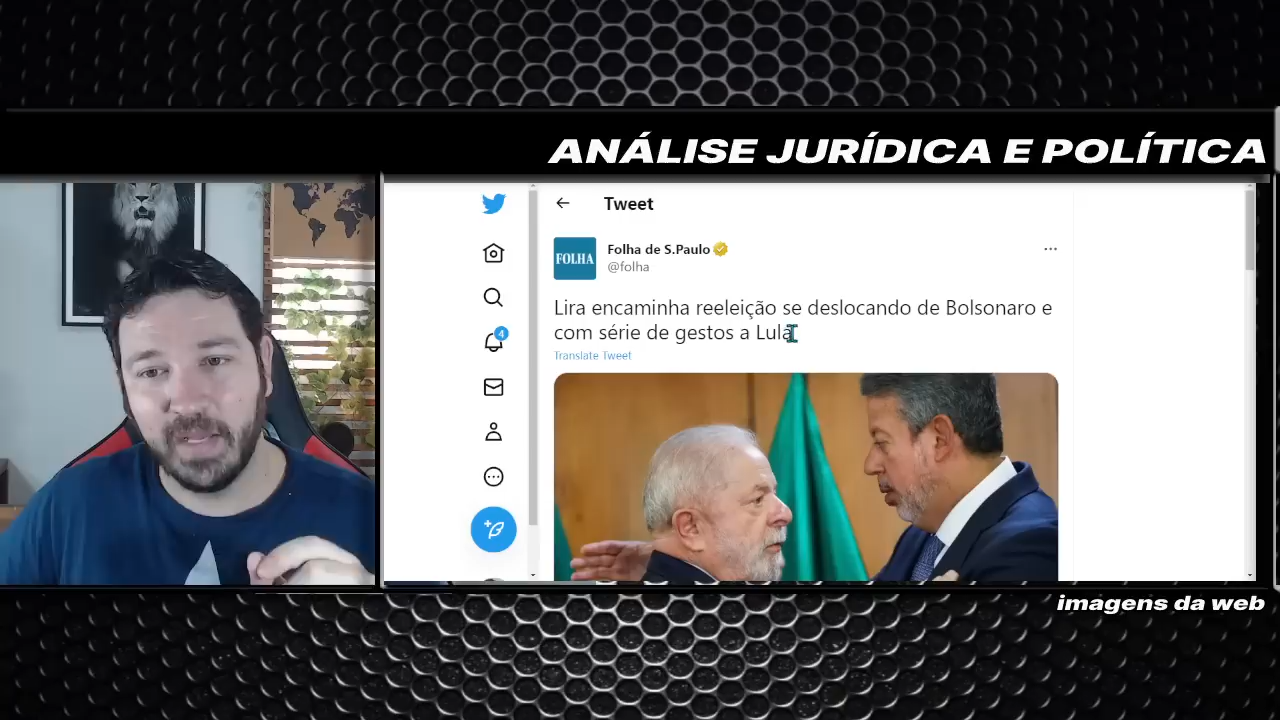 ANÁLISE JURÍDICA E POLÍTICA
Tweet
FOLHA
Folha de S.Paulo
@folha
4
Lira encaminha reeleição se deslocando de Bolsonaro e
com série de gestos a Lula
Translate Tweet
imagens da web